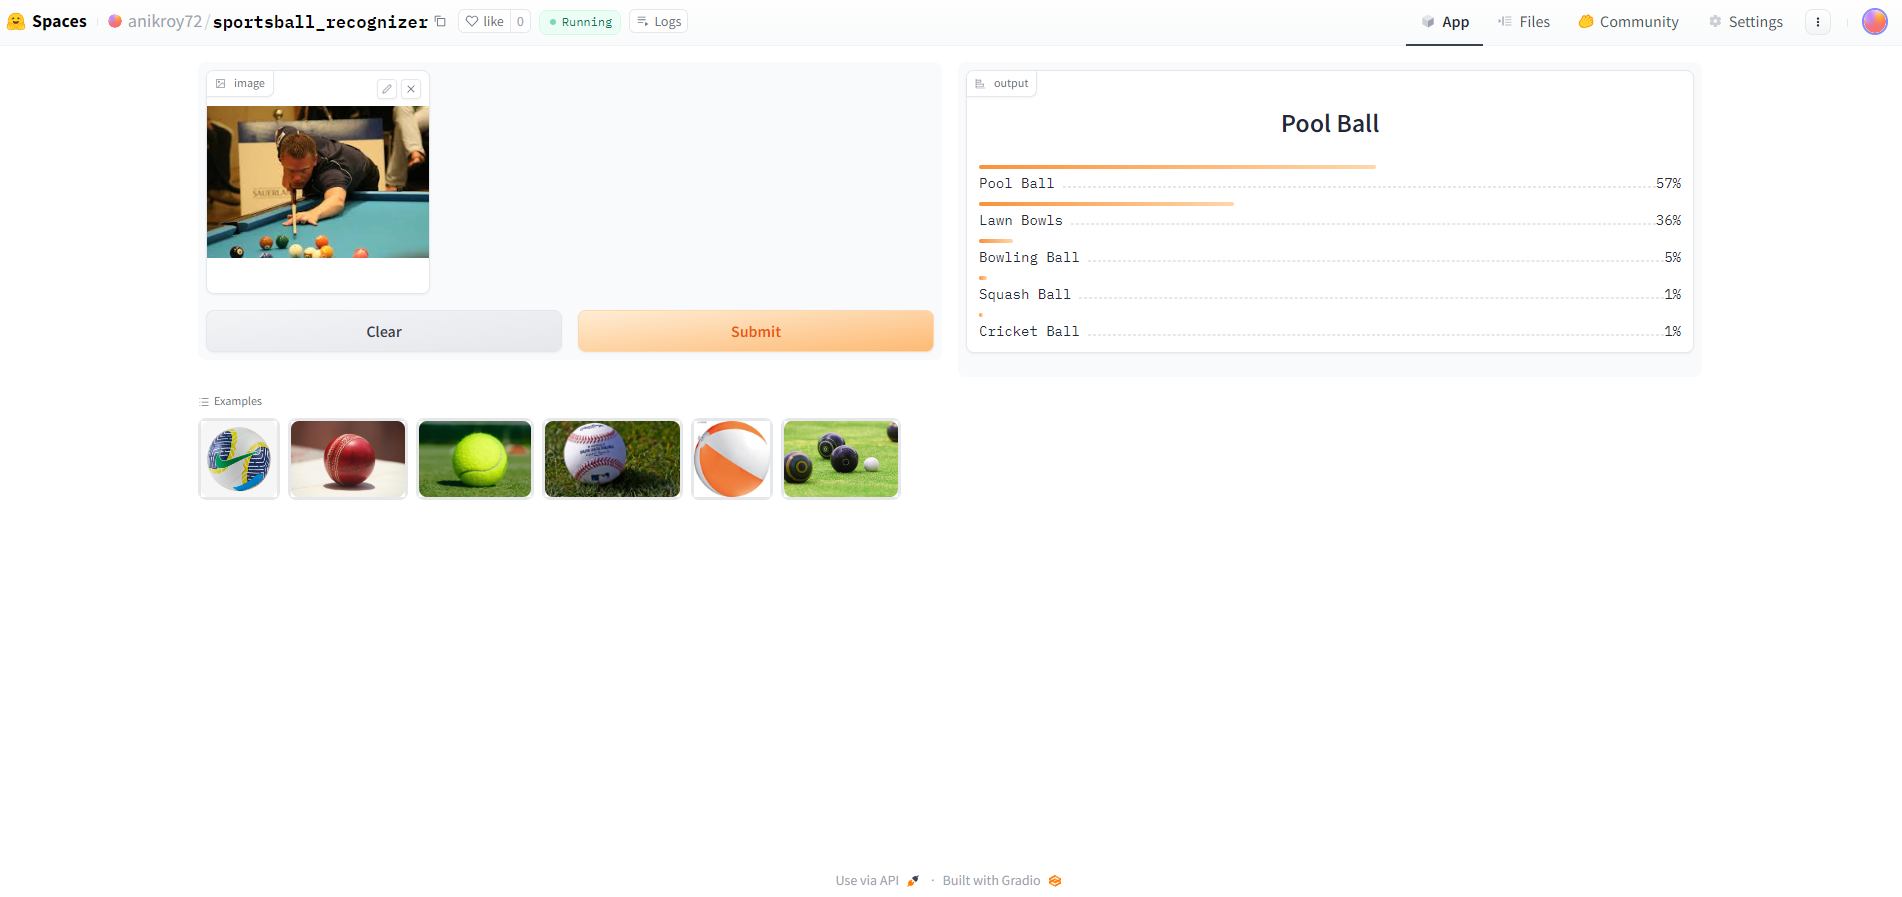 Spaces anikroy72/sportsball_recognizer like 0 Running Logs App Files Community Settings
image
SAUERLAN
Clear Submit
output
Pool Ball
Pool Ball 57%
Lawn Bowls 36%
Bowling Ball 5%
Squash Ball 1%
Cricket Ball 1%
Examples
Use via API · Built with Gradio